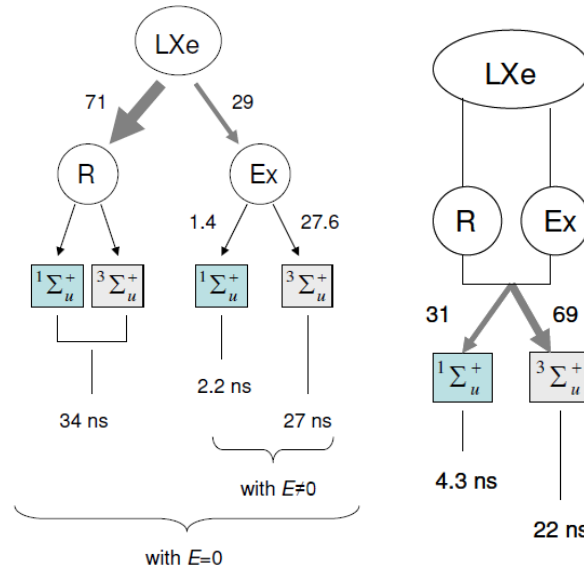 LXe
71
29
R
Ex
1.4
27.6
¹Σᵤ⁺
³Σᵤ⁺
¹Σᵤ⁺
³Σᵤ⁺
2.2 ns
34 ns
27 ns
with E≠0
with E=0
LXe
R
Ex
31
69
¹Σᵤ⁺
³Σᵤ⁺
4.3 ns
22 ns